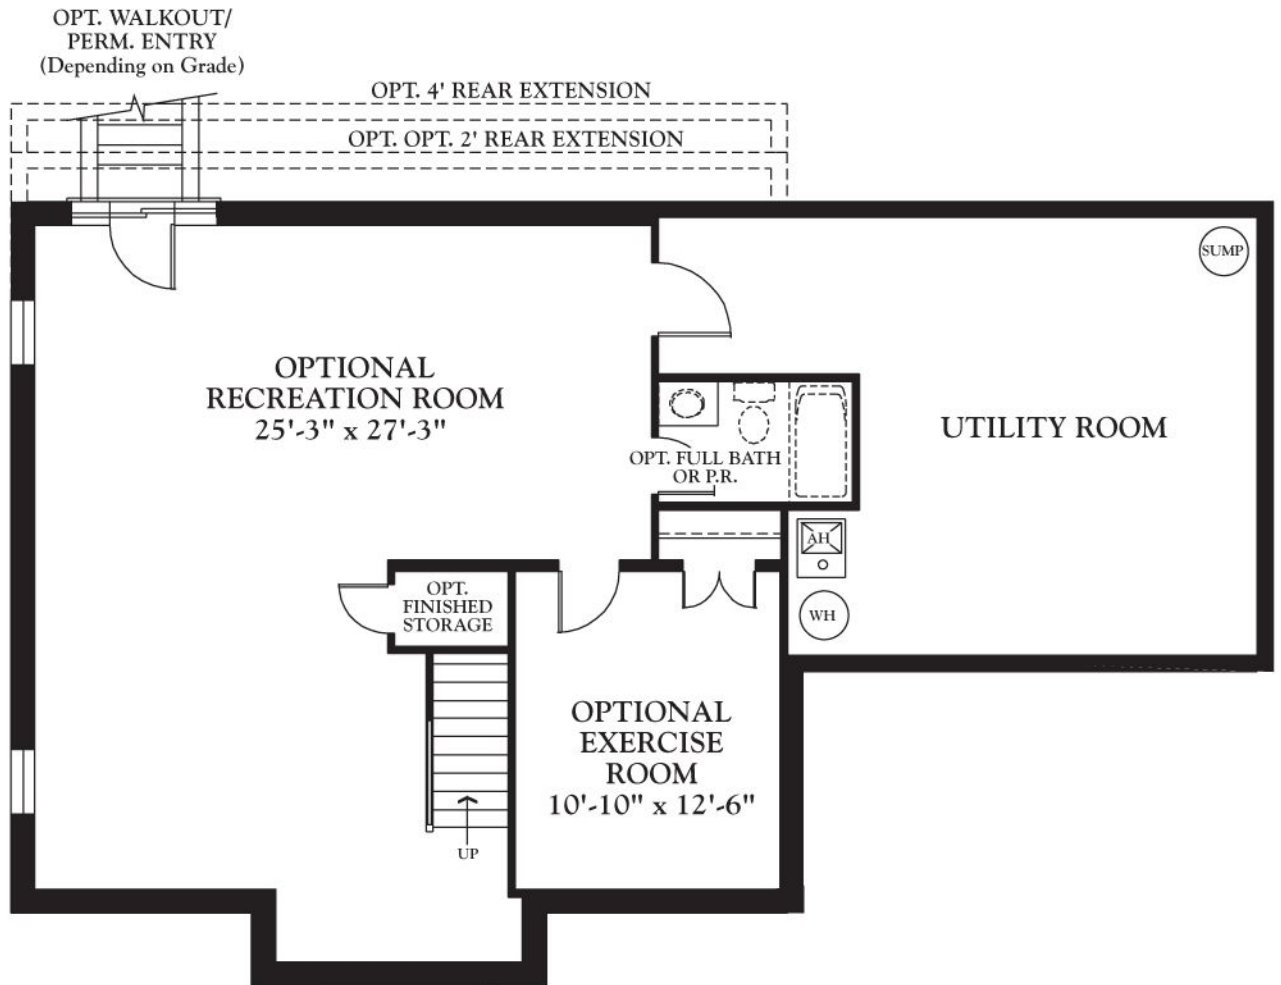 OPT. WALKOUT/
PERM. ENTRY
(Depending on Grade)
OPT. 4' REAR EXTENSION
OPT. OPT. 2' REAR EXTENSION
SUMP
OPTIONAL
RECREATION ROOM
25'-3" x 27'-3"
UTILITY ROOM
OPT. FULL BATH
OR P.R.
AH
WH
OPT.
FINISHED
STORAGE
OPTIONAL
EXERCISE
ROOM
10'-10" x 12'-6"
UP